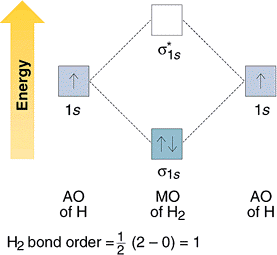 Energy
σ*1s
↑
1s
↑
1s
↑↓
σ1s
AO
of H
MO
of H2
AO
of H
H2 bond order = 1/2 (2 – 0) = 1